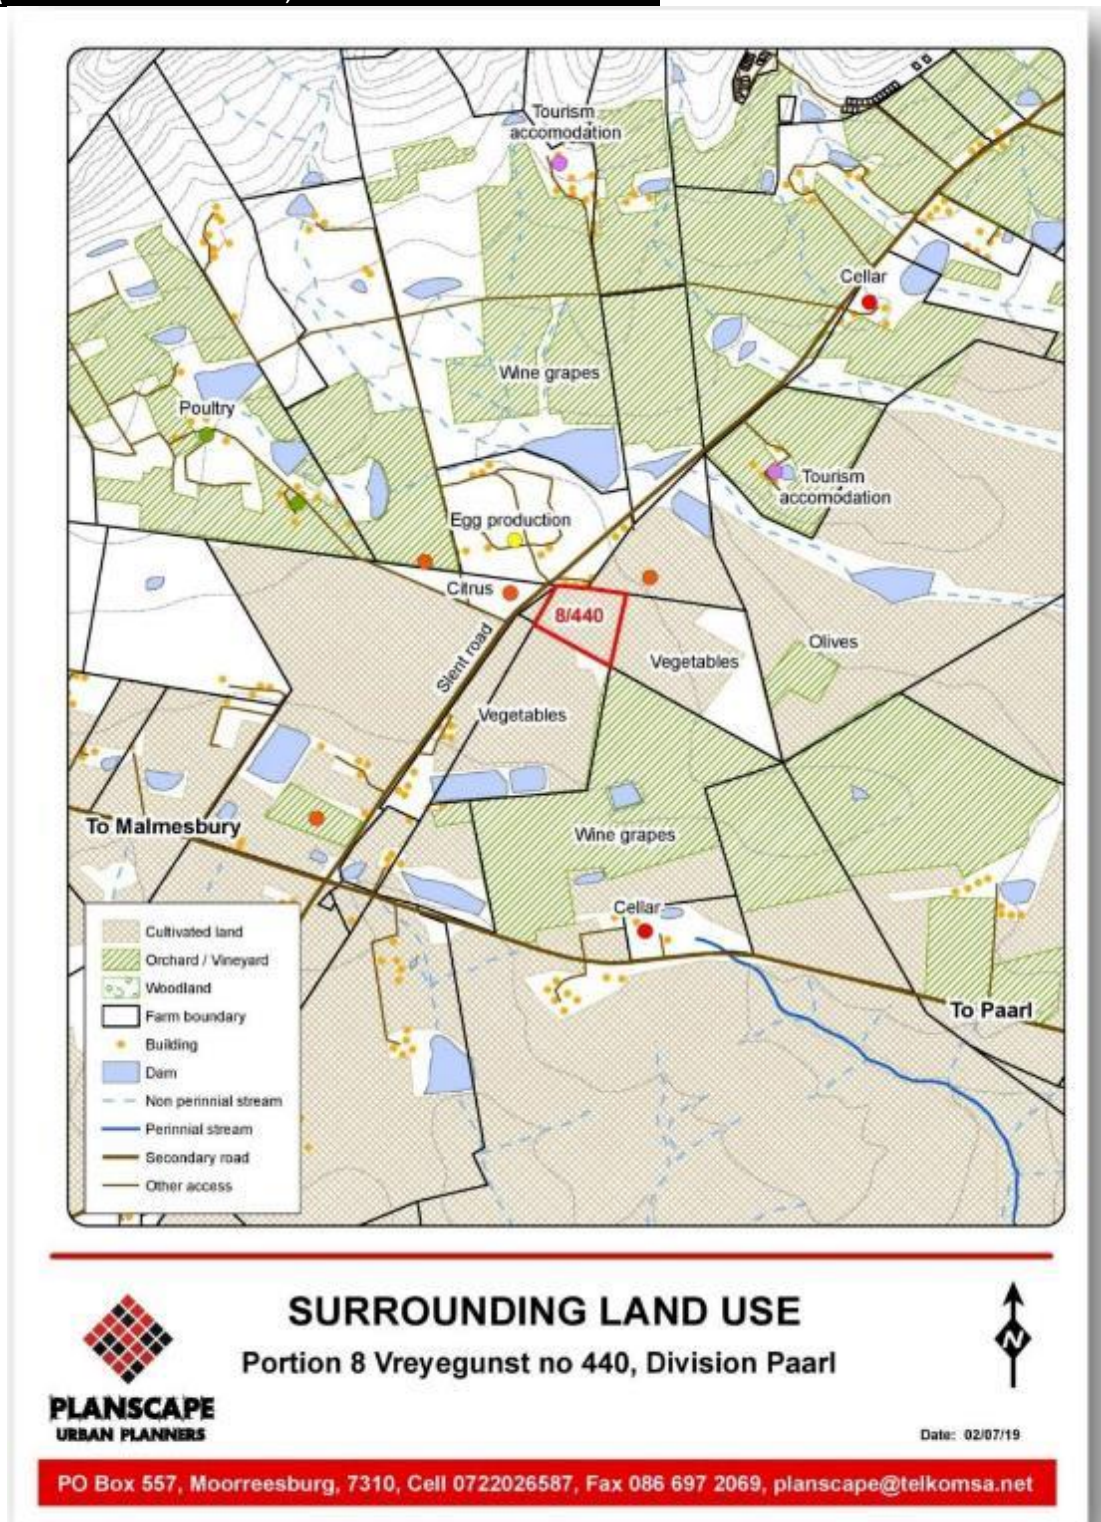 Tourism
accomodation
Cellar
Wine grapes
Poultry
Tourism
accomodation
Egg production
Citrus
8/440
Slent road
Olives
Vegetables
Vegetables
To Malmesbury
Wine grapes
Cellar
To Paarl
Cultivated land
Orchard / Vineyard
Woodland
Farm boundary
Building
Dam
Non perinnial stream
Perinnial stream
Secondary road
Other access
SURROUNDING LAND USE
Portion 8 Vreyegunst no 440, Division Paarl
N
PLANSCAPE
URBAN PLANNERS
Date: 02/07/19
PO Box 557, Moorreesburg, 7310, Cell 0722026587, Fax 086 697 2069, planscape@telkomsa.net